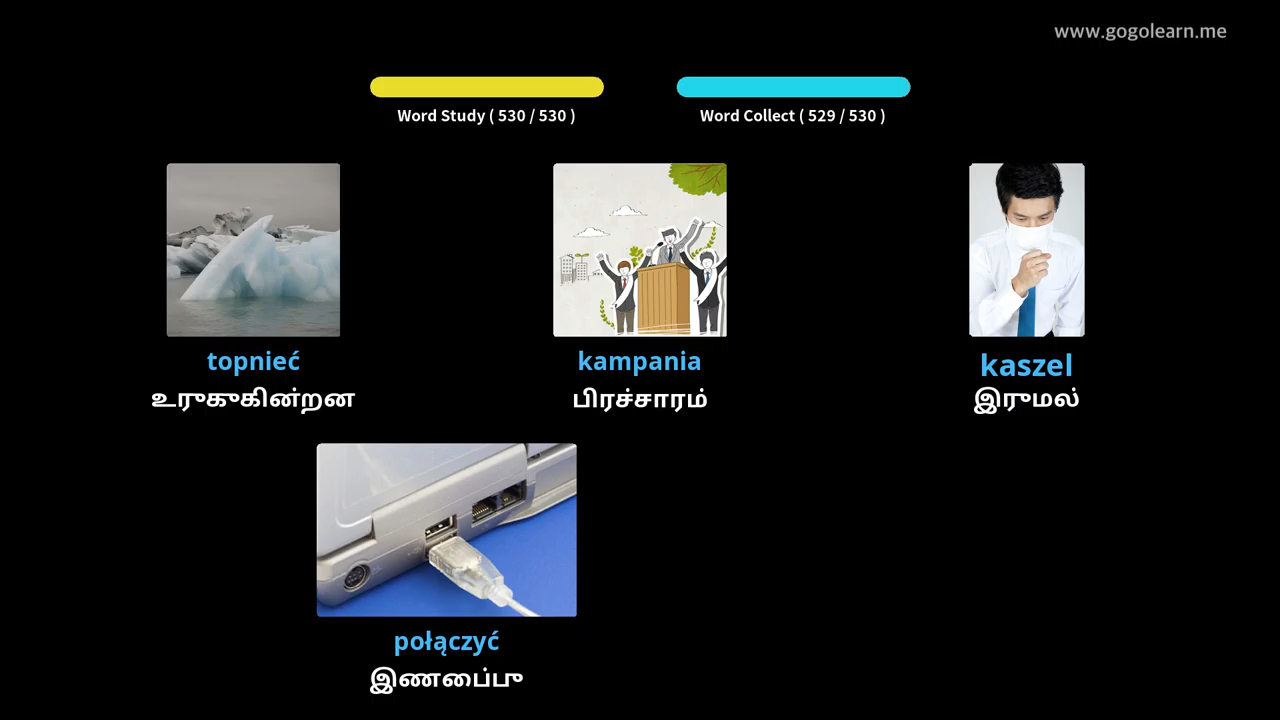 www.gogolearn.me
Word Study ( 530 / 530 )
Word Collect ( 529 / 530 )
topnieć
உருகுகின்றன
kampania
பிரச்சாரம்
kaszel
இருமல்
połączyć
இணைப்பு